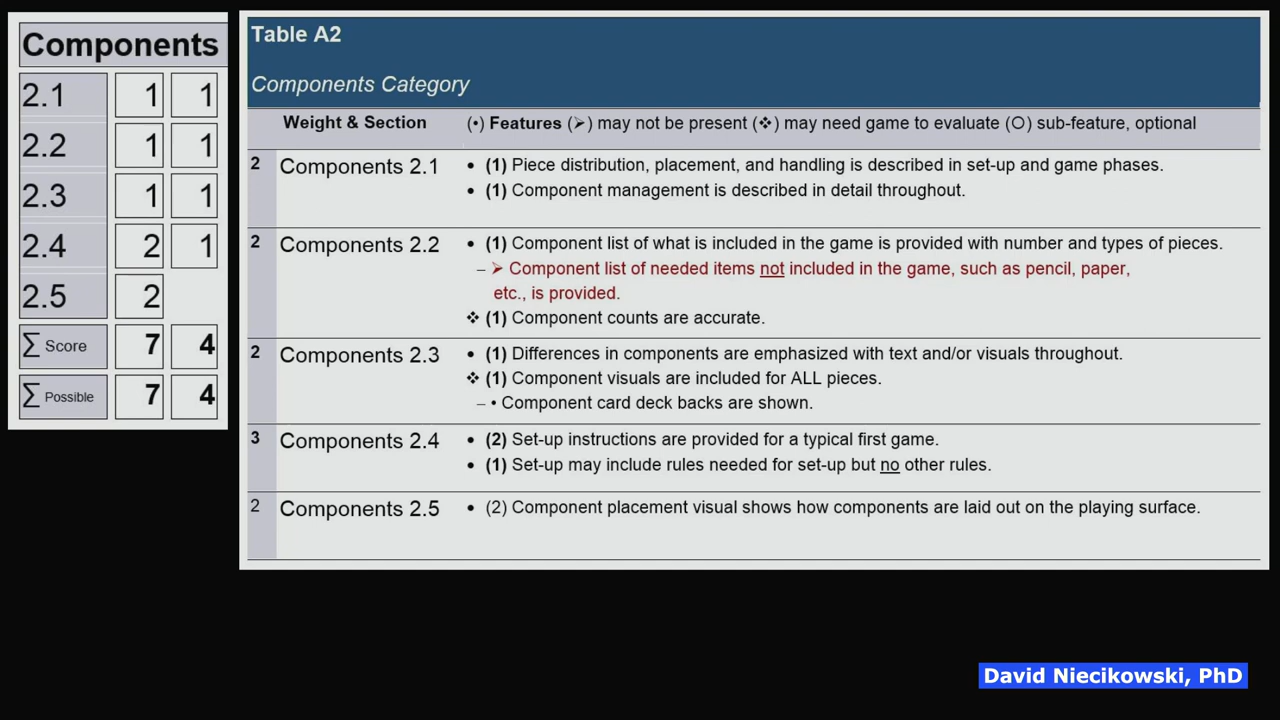 Components
2.1 1 1
2.2 1 1
2.3 1 1
2.4 2 1
2.5 2
∑ Score 7 4
∑ Possible 7 4
Table A2
Components Category
Weight & Section (•) Features (➢) may not be present (❖) may need game to evaluate (○) sub-feature, optional
2 Components 2.1 • (1) Piece distribution, placement, and handling is described in set-up and game phases.
• (1) Component management is described in detail throughout.
2 Components 2.2 • (1) Component list of what is included in the game is provided with number and types of pieces.
– ➢ Component list of needed items not included in the game, such as pencil, paper,
etc., is provided.
❖ (1) Component counts are accurate.
2 Components 2.3 • (1) Differences in components are emphasized with text and/or visuals throughout.
❖ (1) Component visuals are included for ALL pieces.
– • Component card deck backs are shown.
3 Components 2.4 • (2) Set-up instructions are provided for a typical first game.
• (1) Set-up may include rules needed for set-up but no other rules.
2 Components 2.5 • (2) Component placement visual shows how components are laid out on the playing surface.
David Niecikowski, PhD